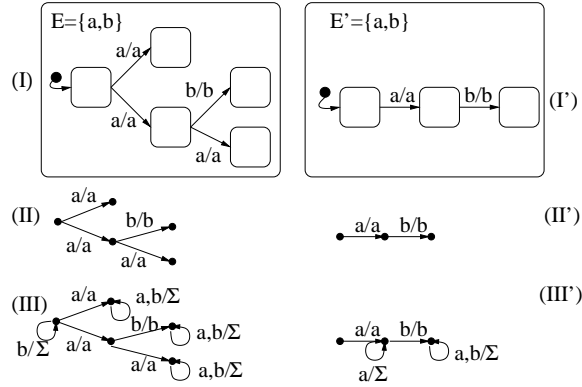 E={a,b}
E'={a,b}
(I)
a/a
b/b
a/a
a/a
a/a
b/b
(I')
(II)
a/a
b/b
a/a
a/a
a/a
b/b
(II')
(III)
a/a
a,b/Σ
b/b
a,b/Σ
b/Σ
a/a
a/a
a,b/Σ
a/a
b/b
a/Σ
a,b/Σ
(III')